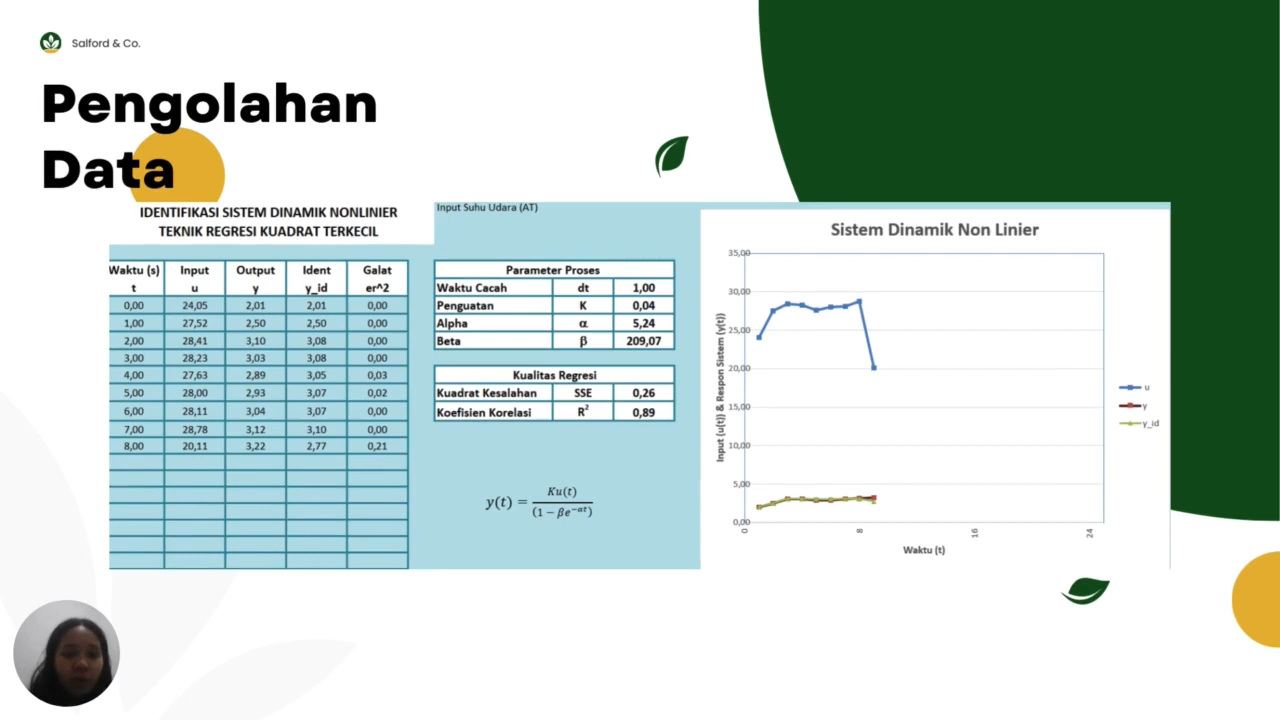 Salford & Co.
Pengolahan
Data
IDENTIFIKASI SISTEM DINAMIK NONLINIER
TEKNIK REGRESI KUADRAT TERKECIL
Waktu (s) Input Output Ident Galat
t u y y_id er^2
0,00 24,05 2,01 2,01 0,00
1,00 27,52 2,50 2,50 0,00
2,00 28,41 3,10 3,08 0,00
3,00 28,23 3,03 3,08 0,00
4,00 27,63 2,89 3,05 0,03
5,00 28,00 2,93 3,07 0,02
6,00 28,11 3,04 3,07 0,00
7,00 28,78 3,12 3,10 0,00
8,00 20,11 3,22 2,77 0,21
Input Suhu Udara (AT)
Parameter Proses
Waktu Cacah dt 1,00
Penguatan K 0,04
Alpha α 5,24
Beta β 209,07
Kualitas Regresi
Kuadrat Kesalahan SSE 0,26
Koefisien Korelasi R² 0,89
y(t) = Ku(t) / (1 − βe^−αt)
Sistem Dinamik Non Linier
Input (u(t)) & Respon Sistem (y(t))
35,00
30,00
25,00
20,00
15,00
10,00
5,00
0,00
0 8 16 24
Waktu (t)
u
y
y_id